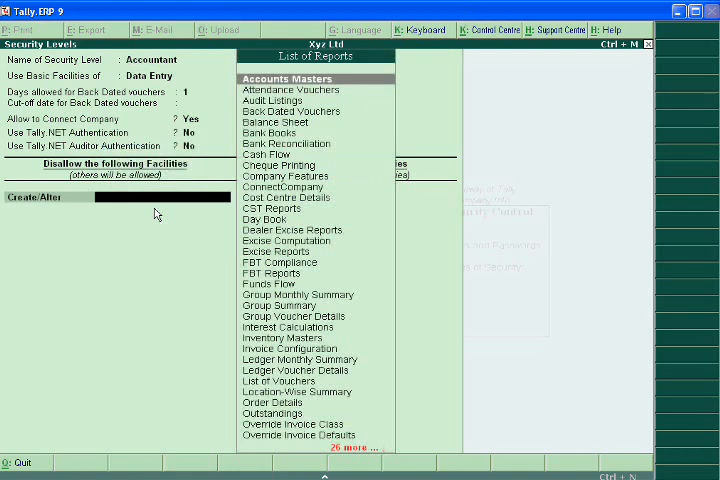 Tally.ERP 9
P: Print E: Export M: E-Mail O: Upload G: Language K: Keyboard K: Control Centre H: Support Centre H: Help
Security Levels Xyz Ltd Ctrl + M
Name of Security Level : Accountant
Use Basic Facilities of : Data Entry
Days allowed for Back Dated vouchers : 1
Cut-off date for Back Dated vouchers :
Allow to Connect Company ? Yes
Use Tally.NET Authentication ? No
Use Tally.NET Auditor Authentication ? No
Disallow the following Facilities
(others will be allowed)
Create/Alter
List of Reports
Accounts Masters
Attendance Vouchers
Audit Listings
Back Dated Vouchers
Balance Sheet
Bank Books
Bank Reconciliation
Cash Flow
Cheque Printing
Company Features
ConnectCompany
Cost Centre Details
CST Reports
Day Book
Dealer Excise Reports
Excise Computation
Excise Reports
FBT Compliance
FBT Reports
Funds Flow
Group Monthly Summary
Group Summary
Group Voucher Details
Interest Calculations
Inventory Masters
Invoice Configuration
Ledger Monthly Summary
Ledger Voucher Details
List of Vouchers
Location-Wise Summary
Order Details
Outstandings
Override Invoice Class
Override Invoice Defaults
26 more ...
Q: Quit
Ctrl + N